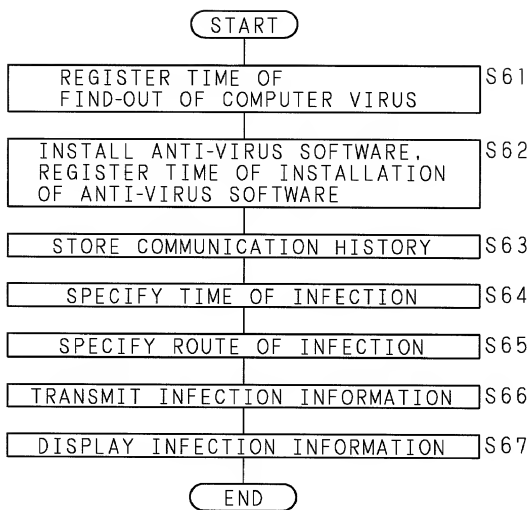 START
REGISTER TIME OF S61
FIND-OUT OF COMPUTER VIRUS
INSTALL ANTI-VIRUS SOFTWARE, S62
REGISTER TIME OF INSTALLATION
OF ANTI-VIRUS SOFTWARE
STORE COMMUNICATION HISTORY S63
SPECIFY TIME OF INFECTION S64
SPECIFY ROUTE OF INFECTION S65
TRANSMIT INFECTION INFORMATION S66
DISPLAY INFECTION INFORMATION S67
END